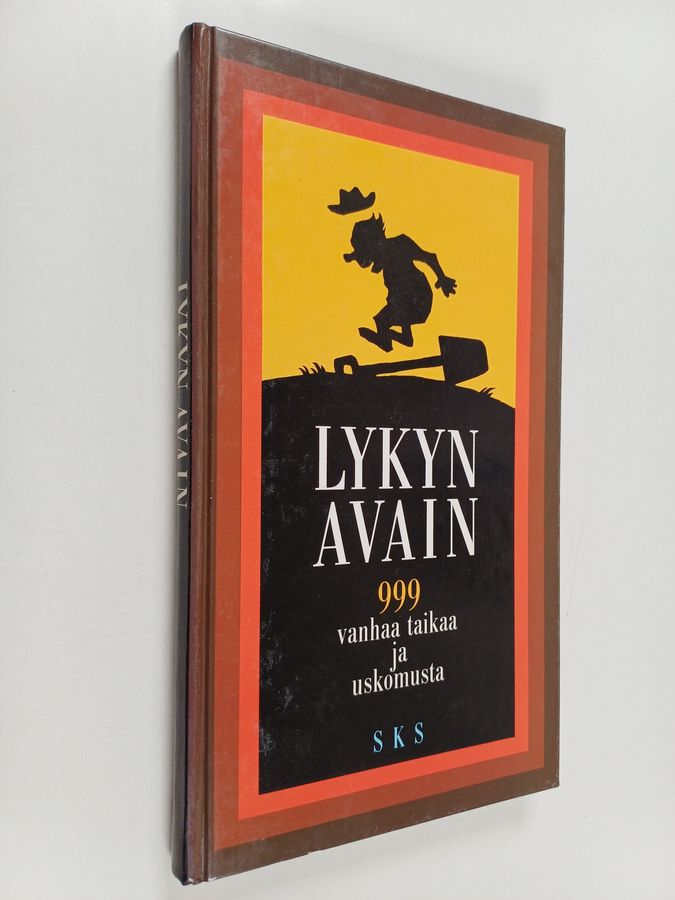 LYKYN AVAIN
LYKYN
AVAIN
999
vanhaa taikaa
ja
uskomusta
SKS